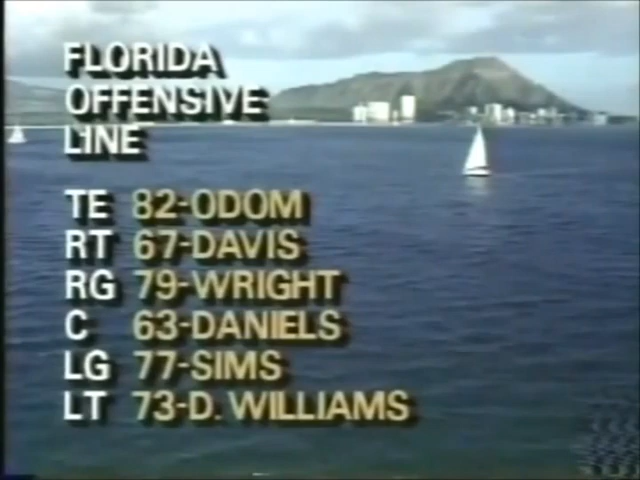 FLORIDA
OFFENSIVE
LINE
TE 82-ODOM
RT 67-DAVIS
RG 79-WRIGHT
C 63-DANIELS
LG 77-SIMS
LT 73-D. WILLIAMS